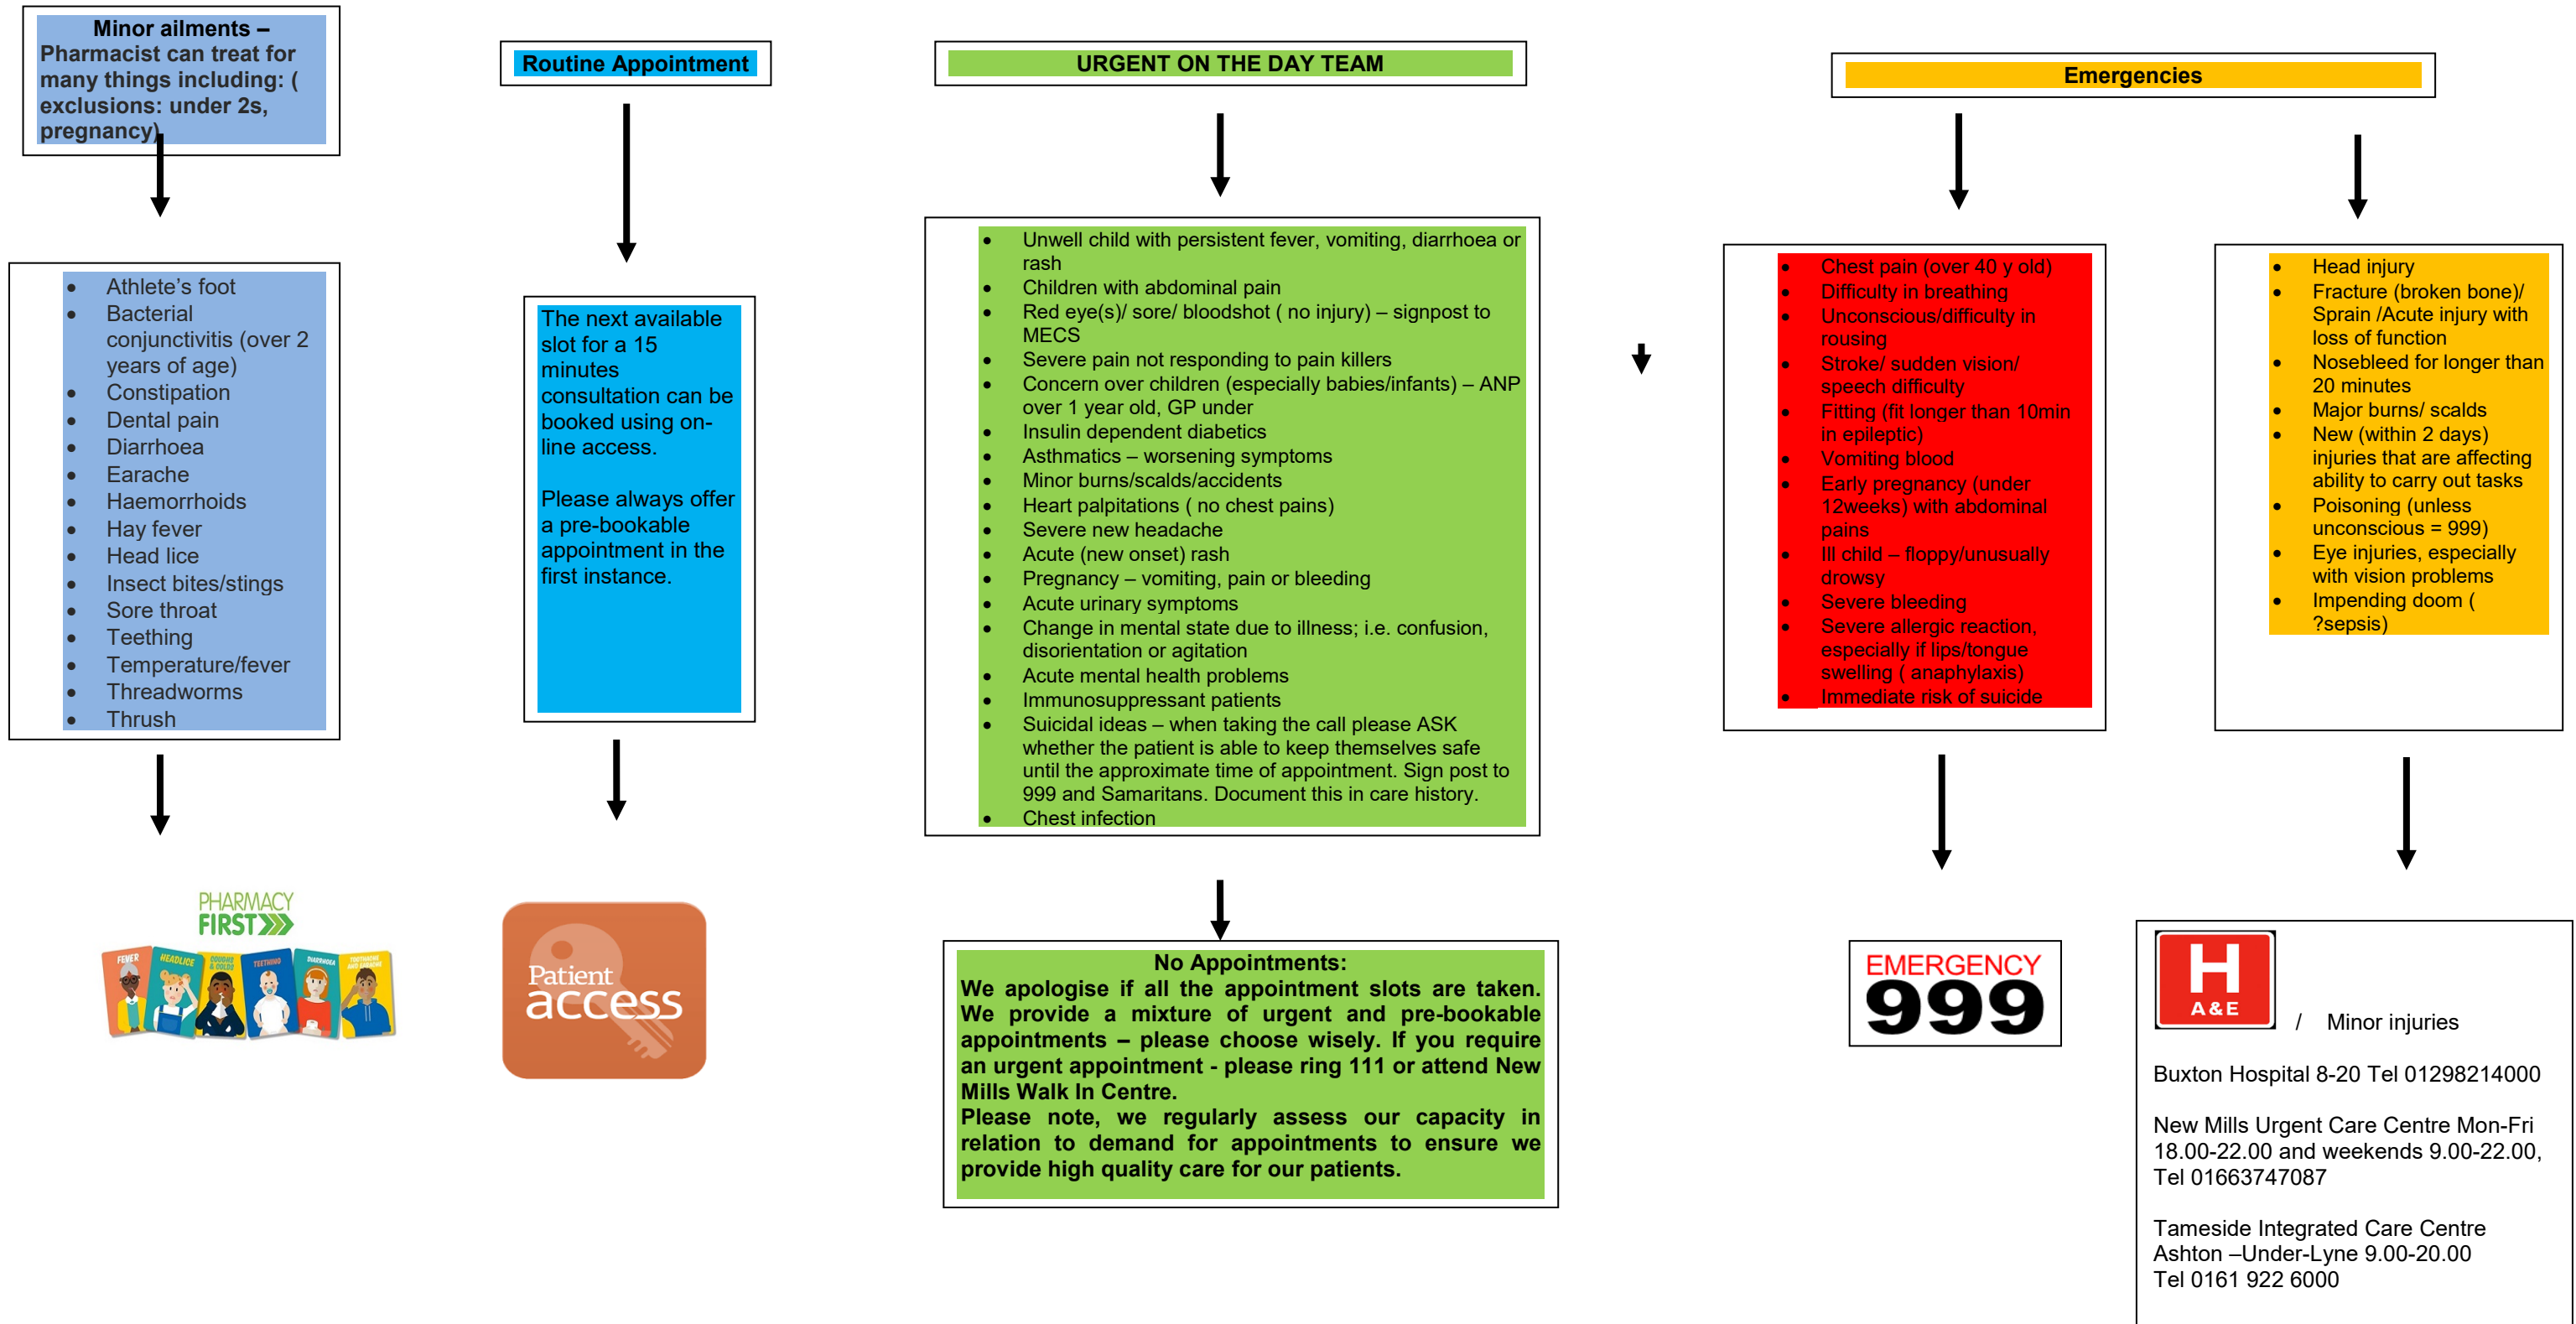 Minor ailments –
Pharmacist can treat for
many things including: (
exclusions: under 2s,
pregnancy)
• Athlete’s foot
• Bacterial
conjunctivitis (over 2
years of age)
• Constipation
• Dental pain
• Diarrhoea
• Earache
• Haemorrhoids
• Hay fever
• Head lice
• Insect bites/stings
• Sore throat
• Teething
• Temperature/fever
• Threadworms
• Thrush
PHARMACY
FIRST
FEVER
HEADLICE
COUGHS
& COLDS
TEETHING
DIARRHOEA
TOOTHACHE
AND EARACHE
Routine Appointment
The next available
slot for a 15
minutes
consultation can be
booked using on-
line access.
Please always offer
a pre-bookable
appointment in the
first instance.
Patient
access
URGENT ON THE DAY TEAM
• Unwell child with persistent fever, vomiting, diarrhoea or
rash
• Children with abdominal pain
• Red eye(s)/ sore/ bloodshot ( no injury) – signpost to
MECS
• Severe pain not responding to pain killers
• Concern over children (especially babies/infants) – ANP
over 1 year old, GP under
• Insulin dependent diabetics
• Asthmatics – worsening symptoms
• Minor burns/scalds/accidents
• Heart palpitations ( no chest pains)
• Severe new headache
• Acute (new onset) rash
• Pregnancy – vomiting, pain or bleeding
• Acute urinary symptoms
• Change in mental state due to illness; i.e. confusion,
disorientation or agitation
• Acute mental health problems
• Immunosuppressant patients
• Suicidal ideas – when taking the call please ASK
whether the patient is able to keep themselves safe
until the approximate time of appointment. Sign post to
999 and Samaritans. Document this in care history.
• Chest infection
No Appointments:
We apologise if all the appointment slots are taken.
We provide a mixture of urgent and pre-bookable
appointments – please choose wisely. If you require
an urgent appointment - please ring 111 or attend New
Mills Walk In Centre.
Please note, we regularly assess our capacity in
relation to demand for appointments to ensure we
provide high quality care for our patients.
Emergencies
• Chest pain (over 40 y old)
• Difficulty in breathing
• Unconscious/difficulty in
rousing
• Stroke/ sudden vision/
speech difficulty
• Fitting (fit longer than 10min
in epileptic)
• Vomiting blood
• Early pregnancy (under
12weeks) with abdominal
pains
• Ill child – floppy/unusually
drowsy
• Severe bleeding
• Severe allergic reaction,
especially if lips/tongue
swelling ( anaphylaxis)
• Immediate risk of suicide
EMERGENCY
999
• Head injury
• Fracture (broken bone)/
Sprain /Acute injury with
loss of function
• Nosebleed for longer than
20 minutes
• Major burns/ scalds
• New (within 2 days)
injuries that are affecting
ability to carry out tasks
• Poisoning (unless
unconscious = 999)
• Eye injuries, especially
with vision problems
• Impending doom (
?sepsis)
H
A&E
/ Minor injuries
Buxton Hospital 8-20 Tel 01298214000
New Mills Urgent Care Centre Mon-Fri
18.00-22.00 and weekends 9.00-22.00,
Tel 01663747087
Tameside Integrated Care Centre
Ashton –Under-Lyne 9.00-20.00
Tel 0161 922 6000